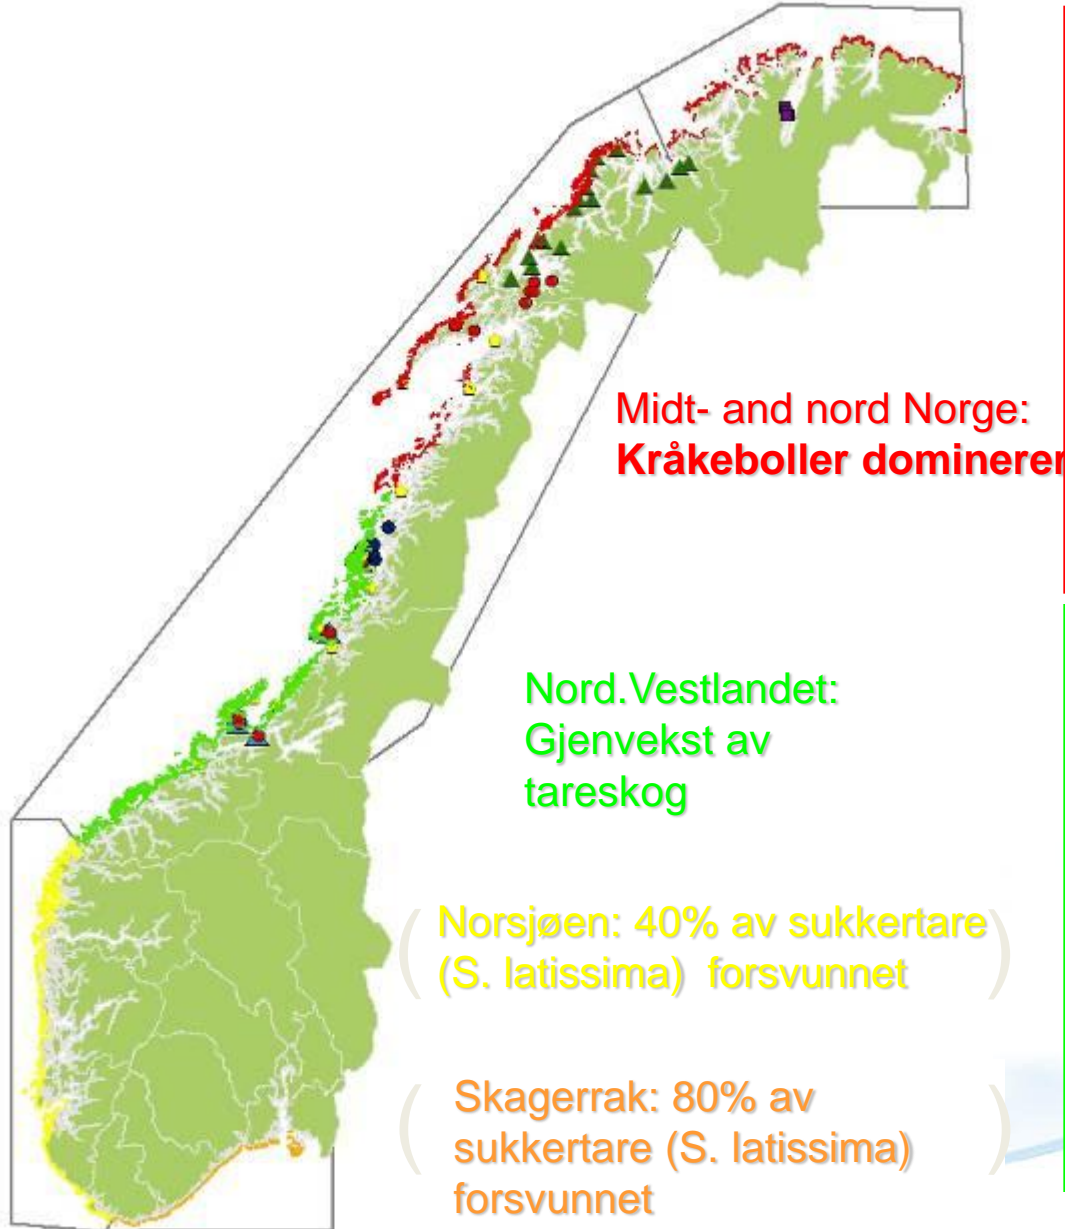 Midt- and nord Norge:
Kråkeboller dominerer
Nord.Vestlandet:
Gjenvekst av
tareskog
(Norsjøen: 40% av sukkertare
(S. latissima) forsvunnet)
(Skagerrak: 80% av
sukkertare (S. latissima)
forsvunnet)